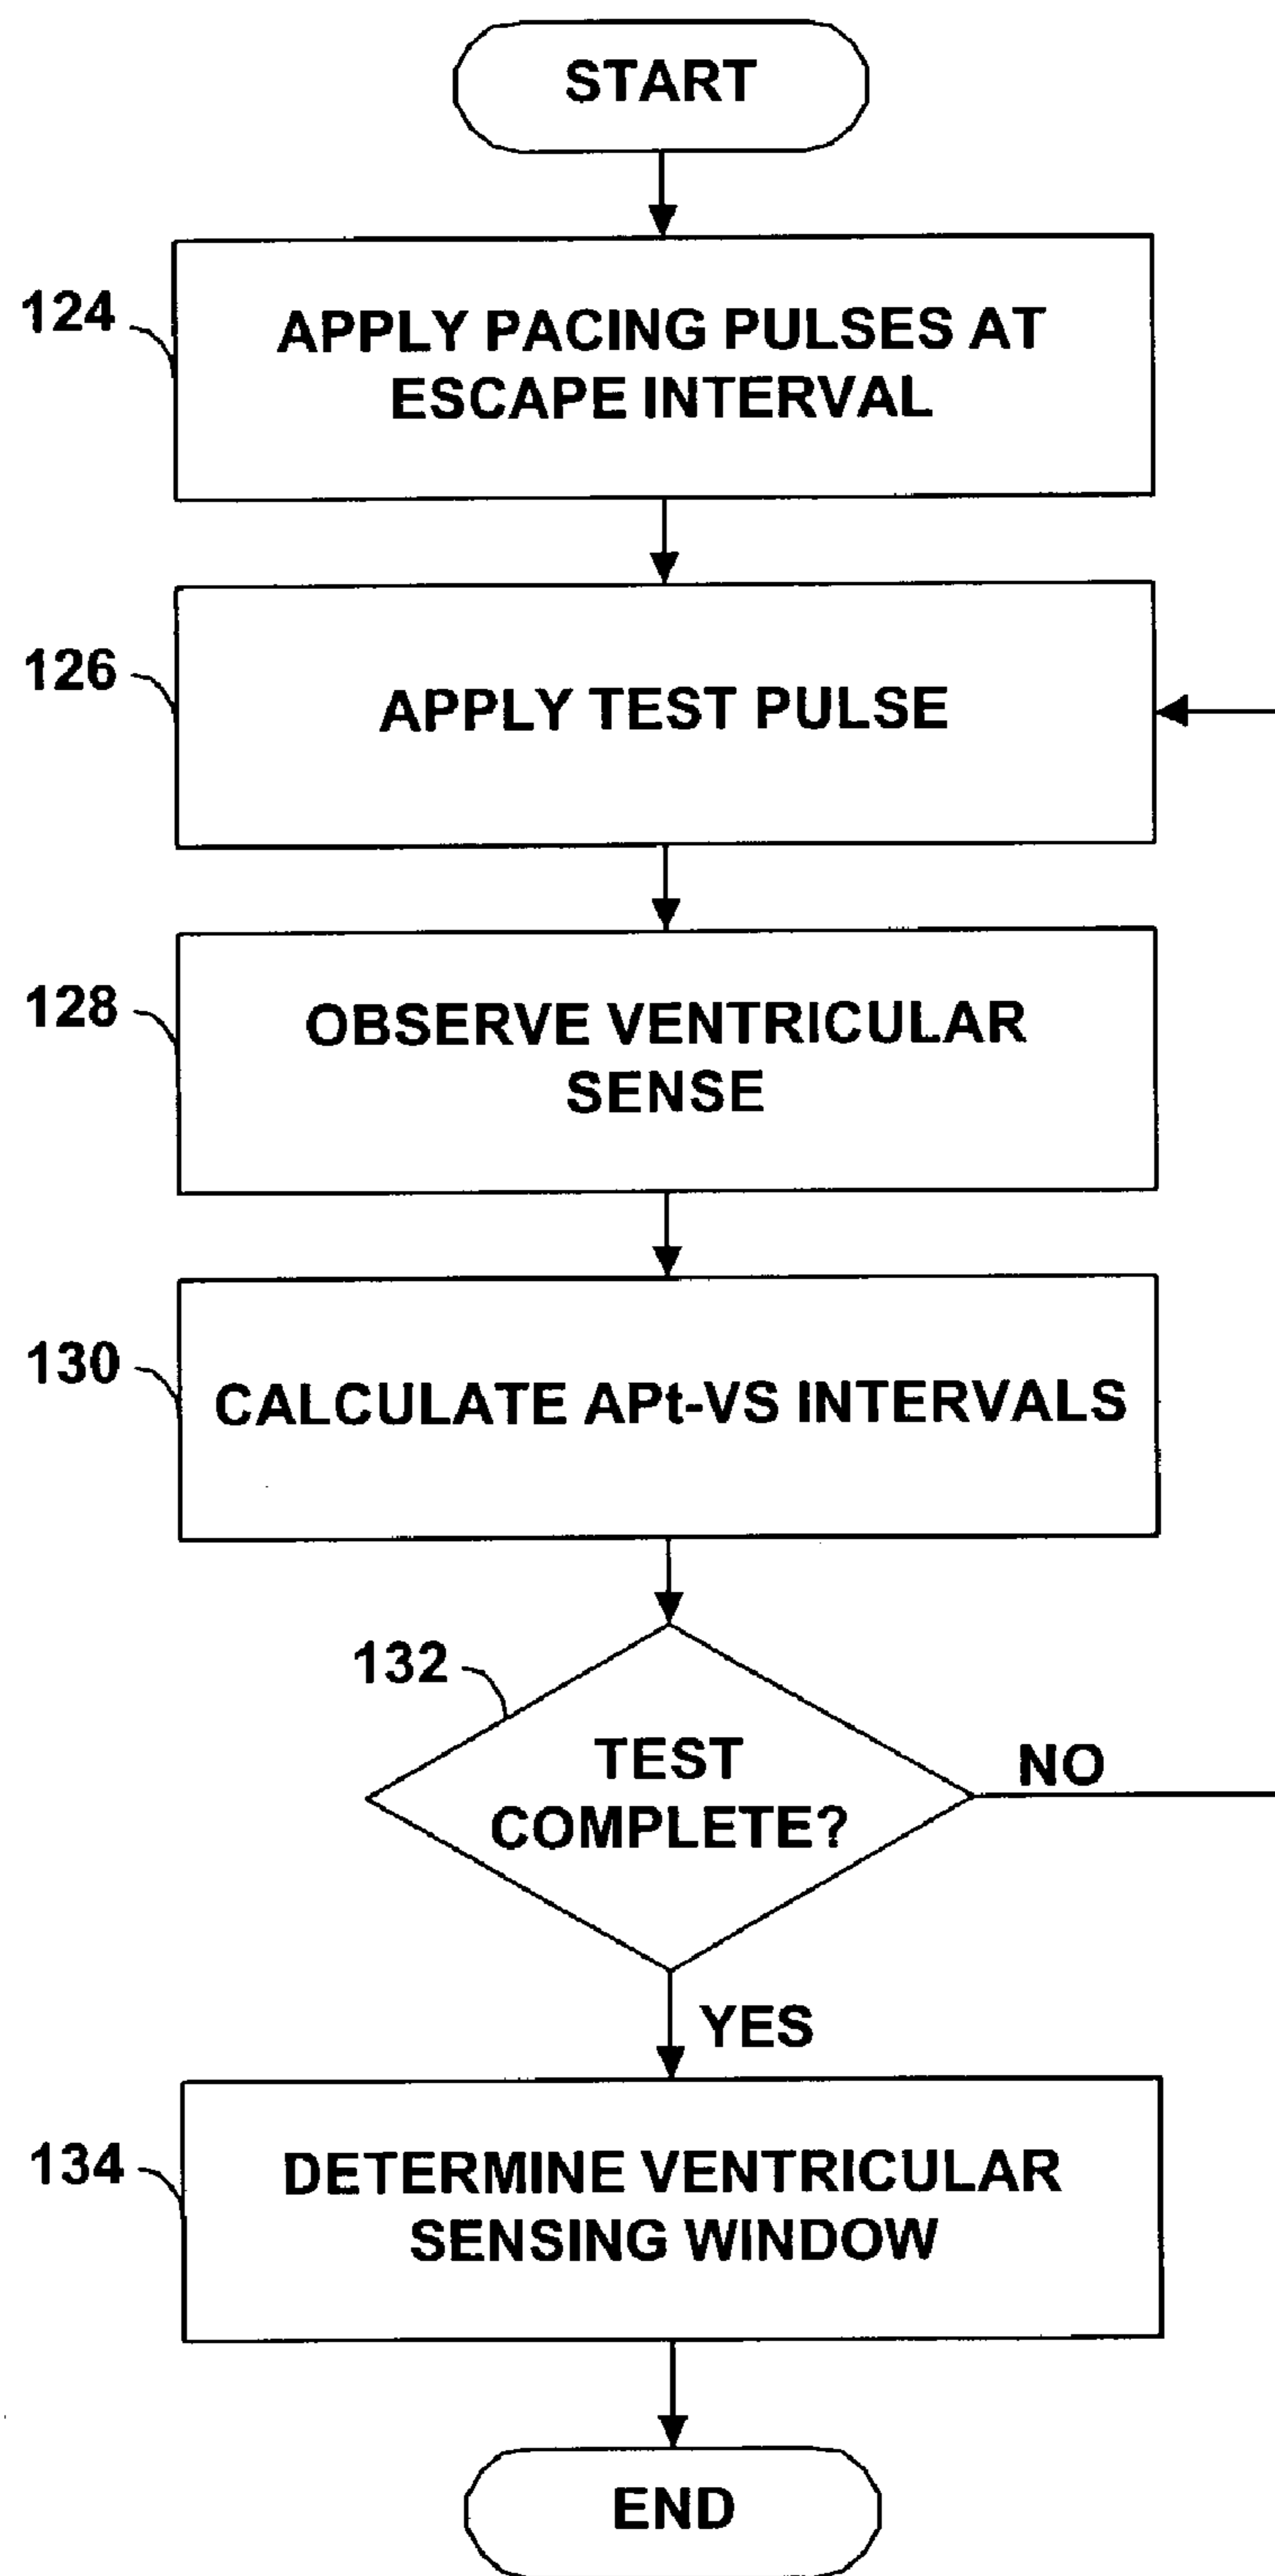 START
124
APPLY PACING PULSES AT
ESCAPE INTERVAL
126
APPLY TEST PULSE
128
OBSERVE VENTRICULAR
SENSE
130
CALCULATE APt-VS INTERVALS
132
TEST
COMPLETE?
NO
YES
134
DETERMINE VENTRICULAR
SENSING WINDOW
END